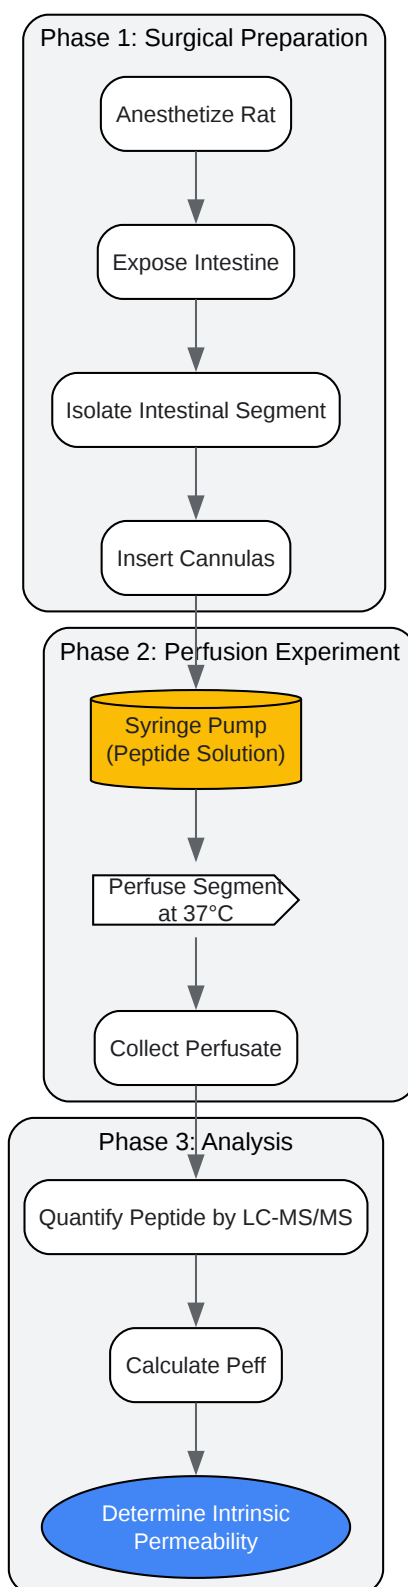 Phase 1: Surgical Preparation
Anesthetize Rat
Expose Intestine
Isolate Intestinal Segment
Insert Cannulas
Phase 2: Perfusion Experiment
Syringe Pump
(Peptide Solution)
Perfuse Segment
at 37°C
Collect Perfusate
Phase 3: Analysis
Quantify Peptide by LC-MS/MS
Calculate Peff
Determine Intrinsic
Permeability